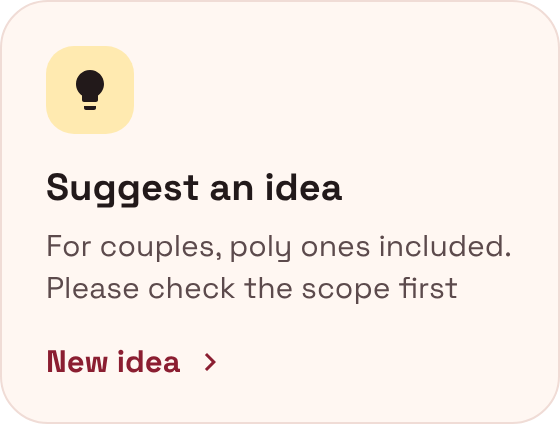 Suggest an idea
For couples, poly ones included.
Please check the scope first
New idea